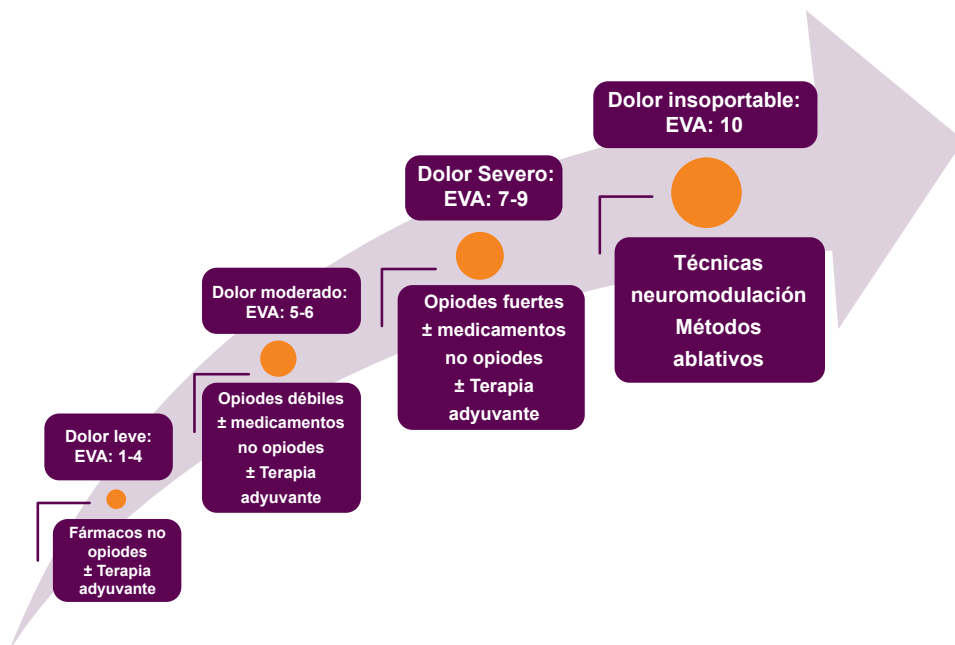 Dolor leve:
EVA: 1-4
Fármacos no
opiodes
± Terapia
adyuvante
Dolor moderado:
EVA: 5-6
Opiodes débiles
± medicamentos
no opiodes
± Terapia
adyuvante
Dolor Severo:
EVA: 7-9
Opiodes fuertes
± medicamentos
no opiodes
± Terapia
adyuvante
Dolor insoportable:
EVA: 10
Técnicas
neuromodulación
Métodos
ablativos